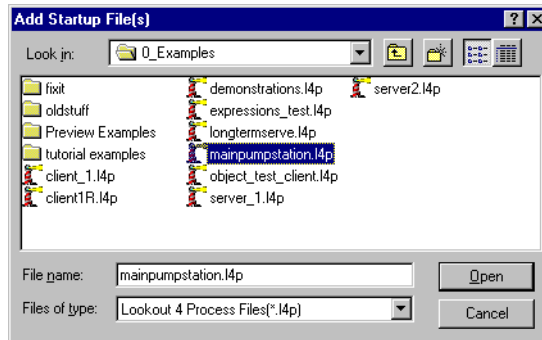 Add Startup File(s)
Look in: 0_Examples
fixit demonstrations.l4p server2.l4p
oldstuff expressions_test.l4p
Preview Examples longtermserve.l4p
tutorial examples mainpumpstation.l4p
client_1.l4p object_test_client.l4p
client1R.l4p server_1.l4p
File name: mainpumpstation.l4p Open
Files of type: Lookout 4 Process Files(*.l4p) Cancel